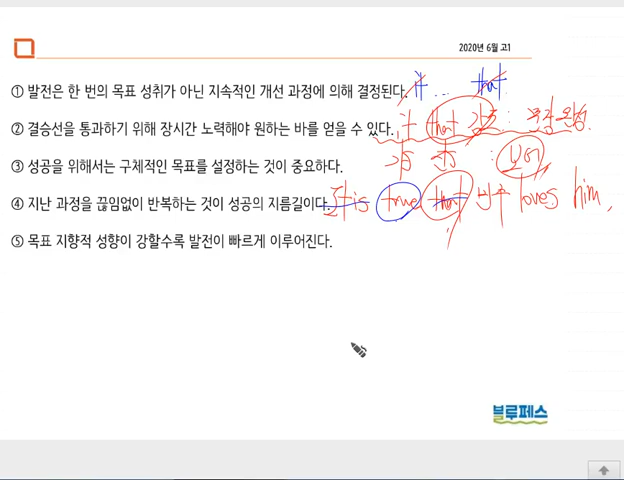 2020년 6월 고1
① 발전은 한 번의 목표 성취가 아닌 지속적인 개선 과정에 의해 결정된다. it ... that
② 결승선을 통과하기 위해 장시간 노력해야 원하는 바를 얻을 수 있다. it that 강조 :
③ 성공을 위해서는 구체적인 목표를 설정하는 것이 중요하다. 가 진 :
④ 지난 과정을 끊임없이 반복하는 것이 성공의 지름길이다. It is true that 민주 loves him,
⑤ 목표 지향적 성향이 강할수록 발전이 빠르게 이루어진다.
블루페스